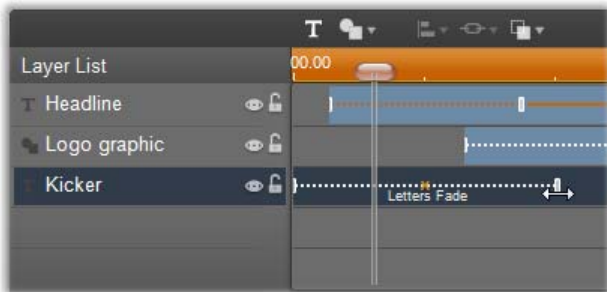 T
Layer List
00.00
T Headline
Logo graphic
T Kicker
Letters Fade